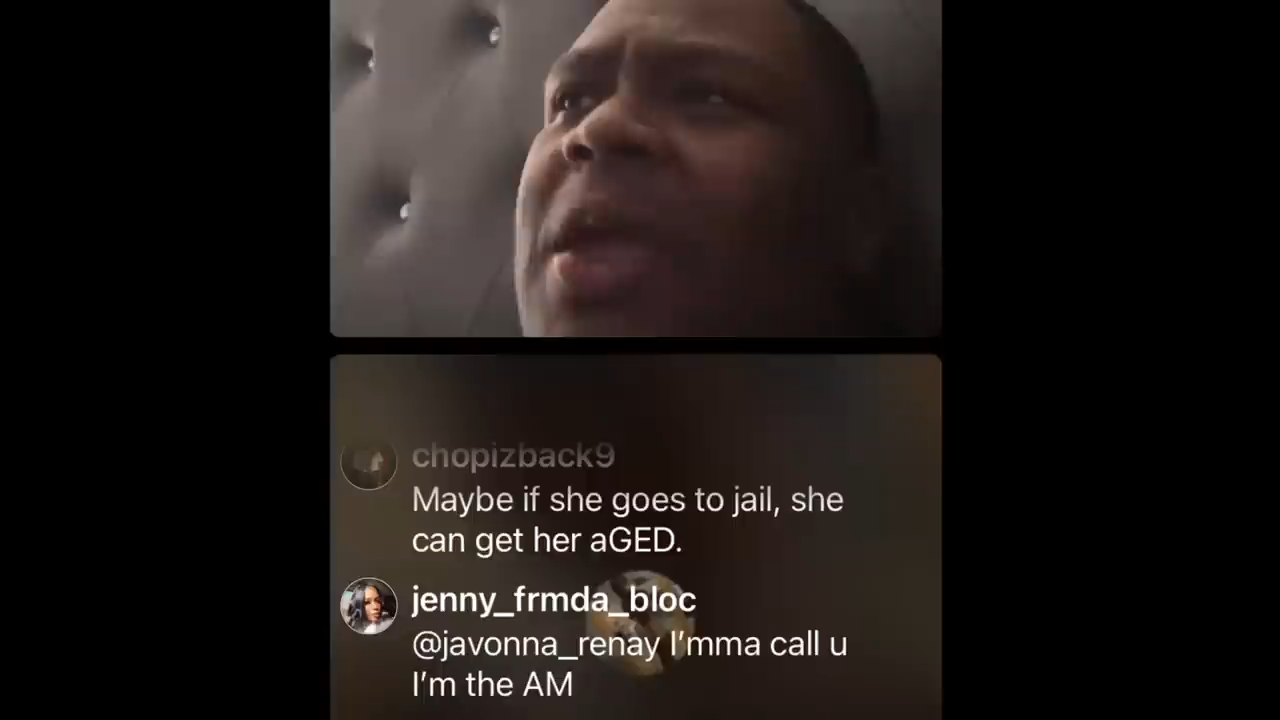 chopizback9
Maybe if she goes to jail, she
can get her aGED.
jenny_frmda_bloc
@javonna_renay I’mma call u
I’m the AM